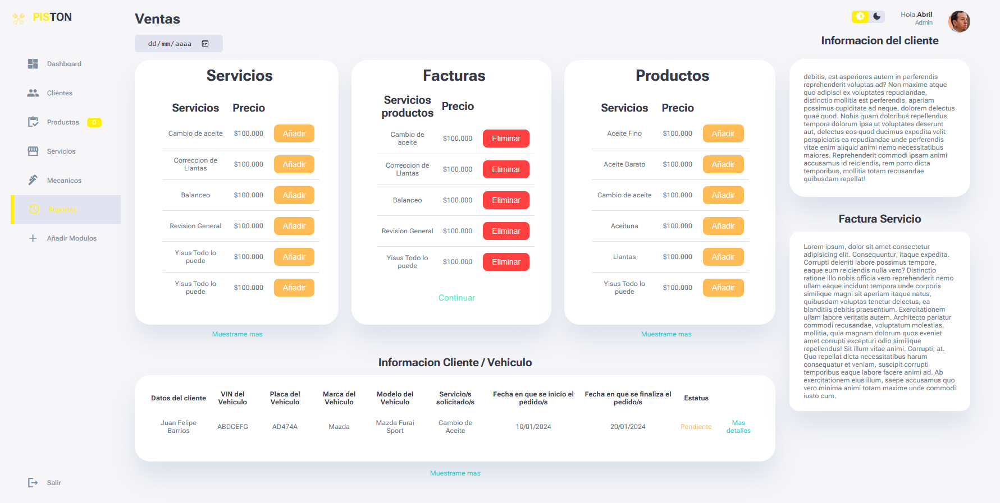 PISTON
Dashboard
Clientes
Productos 0
Servicios
Mecanicos
Reportes
Añadir Modulos
Salir
Ventas
dd/mm/aaaa
Hola,Abril
Admin
Servicios
Servicios Precio
Cambio de aceite $100.000 Añadir
Correccion de
Llantas $100.000 Añadir
Balanceo $100.000 Añadir
Revision General $100.000 Añadir
Yisus Todo lo
puede $100.000 Añadir
Yisus Todo lo
puede $100.000 Añadir
Muestrame mas
Facturas
Servicios
productos Precio
Cambio de
aceite $100.000 Eliminar
Correccion de
Llantas $100.000 Eliminar
Balanceo $100.000 Eliminar
Revision General $100.000 Eliminar
Yisus Todo lo
puede $100.000 Eliminar
Continuar
Productos
Servicios Precio
Aceite Fino $100.000 Añadir
Aceite Barato $100.000 Añadir
Cambio de aceite $100.000 Añadir
Aceituna $100.000 Añadir
Llantas $100.000 Añadir
Yisus Todo lo
puede $100.000 Añadir
Muestrame mas
Informacion Cliente / Vehiculo
Datos del cliente
VIN del
Vehiculo
Placa del
Vehiculo
Marca del
Vehiculo
Modelo del
Vehiculo
Servicio/s
solicitado/s
Fecha en que se inicio el
pedido/s
Fecha en que se finaliza el
pedido/s
Estatus
Juan Felipe
Barrios
ABDCEFG
AD474A
Mazda
Mazda Furai
Sport
Cambio de
Aceite
10/01/2024
20/01/2024
Pendiente
Mas
detalles
Muestrame mas
Informacion del cliente
debitis, est asperiores autem in perferendis
reprehenderit voluptas ad? Non maxime atque
quo adipisci ex voluptates repudiandae,
distinctio mollitia est perferendis, aperiam
possimus cupiditate ad neque, dolorem delectus
quae quod. Nobis quam doloribus repellendus
tempora dolorum ipsa ut voluptates deserunt
aut, delectus eos quod ducimus expedita velit
perspiciatis ea repudiandae unde perferendis
vitae enim aliquid animi nemo necessitatibus
maiores. Reprehenderit commodi ipsam animi
accusamus id reiciendis, rem porro dicta
temporibus, mollitia totam recusandae
quibusdam repellat!
Factura Servicio
Lorem ipsum, dolor sit amet consectetur
adipisicing elit. Consequuntur, itaque expedita.
Corrupti deleniti labore possimus tempore,
eaque eum reiciendis nulla vero? Distinctio
ratione illo nobis officia vero reprehenderit nemo
ullam eaque incidunt tempora unde corporis
similique magni sit aperiam itaque natus,
quibusdam voluptas tenetur delectus, ea
blanditiis debitis praesentium. Exercitationem
ullam labore veritatis autem. Architecto pariatur
commodi recusandae, voluptatum molestias,
mollitia, quia magnam dolorum quos eveniet
amet corrupti excepturi odio similique
repellendus! Sit illum vitae animi. Corrupti, at.
Quo repellat dicta necessitatibus harum
consequatur et veniam, suscipit corrupti
temporibus eaque labore facere animi ad. Ab
exercitationem eius illum, saepe accusamus quo
vero minima animi totam maxime unde commodi
iusto cum.